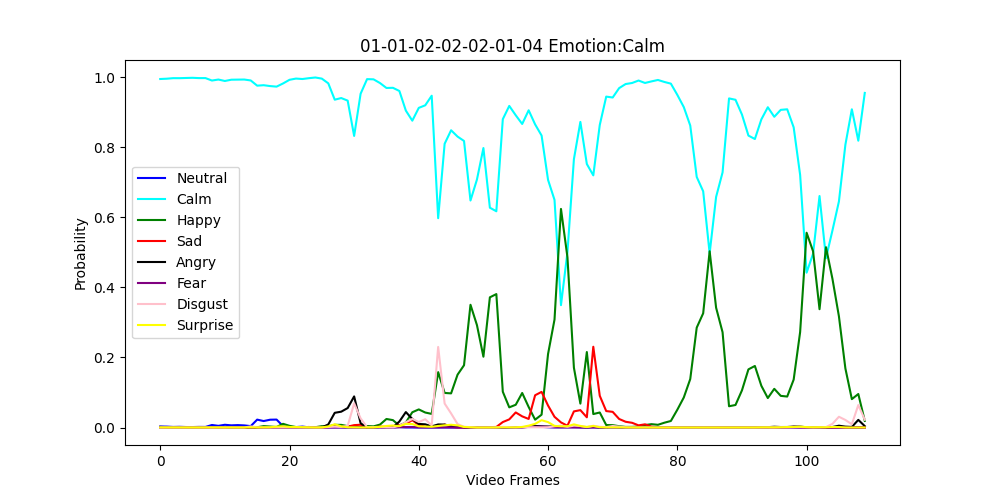 01-01-02-02-02-01-04 Emotion:Calm
Probability
1.0
0.8
0.6
0.4
0.2
0.0
Neutral
Calm
Happy
Sad
Angry
Fear
Disgust
Surprise
0 20 40 60 80 100
Video Frames